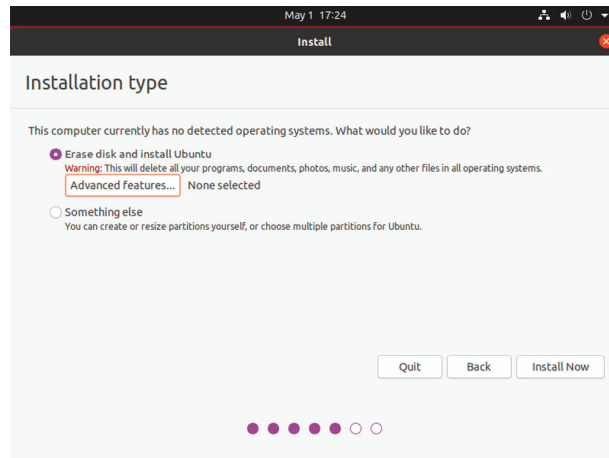 May 1 17:24
Install
Installation type
This computer currently has no detected operating systems. What would you like to do?
Erase disk and install Ubuntu
Warning: This will delete all your programs, documents, photos, music, and any other files in all operating systems.
Advanced features... None selected
Something else
You can create or resize partitions yourself, or choose multiple partitions for Ubuntu.
Quit Back Install Now